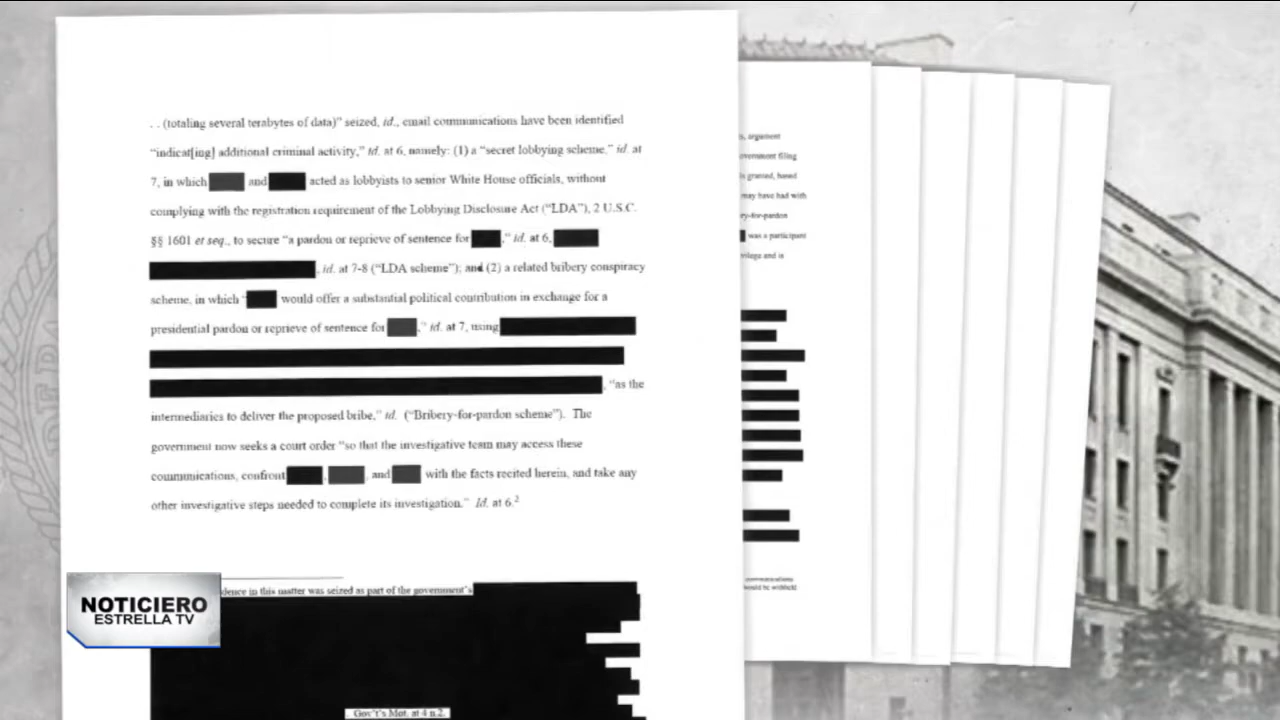 . . (totaling several terabytes of data)” seized, id., email communications have been identified
“indicat[ing] additional criminal activity,” Id. at 6, namely: (1) a “secret lobbying scheme,” id. at
7, in which and acted as lobbyists to senior White House officials, without
complying with the registration requirement of the Lobbying Disclosure Act (“LDA”), 2 U.S.C.
§§ 1601 et seq., to secure “a pardon or reprieve of sentence for ,” id. at 6,
, id. at 7-8 (“LDA scheme”); and (2) a related bribery conspiracy
scheme, in which “ would offer a substantial political contribution in exchange for a
presidential pardon or reprieve of sentence for ,” id. at 7, using
, “as the
intermediaries to deliver the proposed bribe,” id. (“Bribery-for-pardon scheme”). The
government now seeks a court order “so that the investigative team may access these
communications, confront , , and with the facts recited herein, and take any
other investigative steps needed to complete its investigation.” Id. at 6.2
dence in this matter was seized as part of the government’s
. Gov’t’s Mot. at 4 n.2.
, argument
overnment filing
is granted, based
may have had with
ry-for-pardon
was a participant
vilege and is
communications
would be withheld
NOTICIERO
ESTRELLA TV